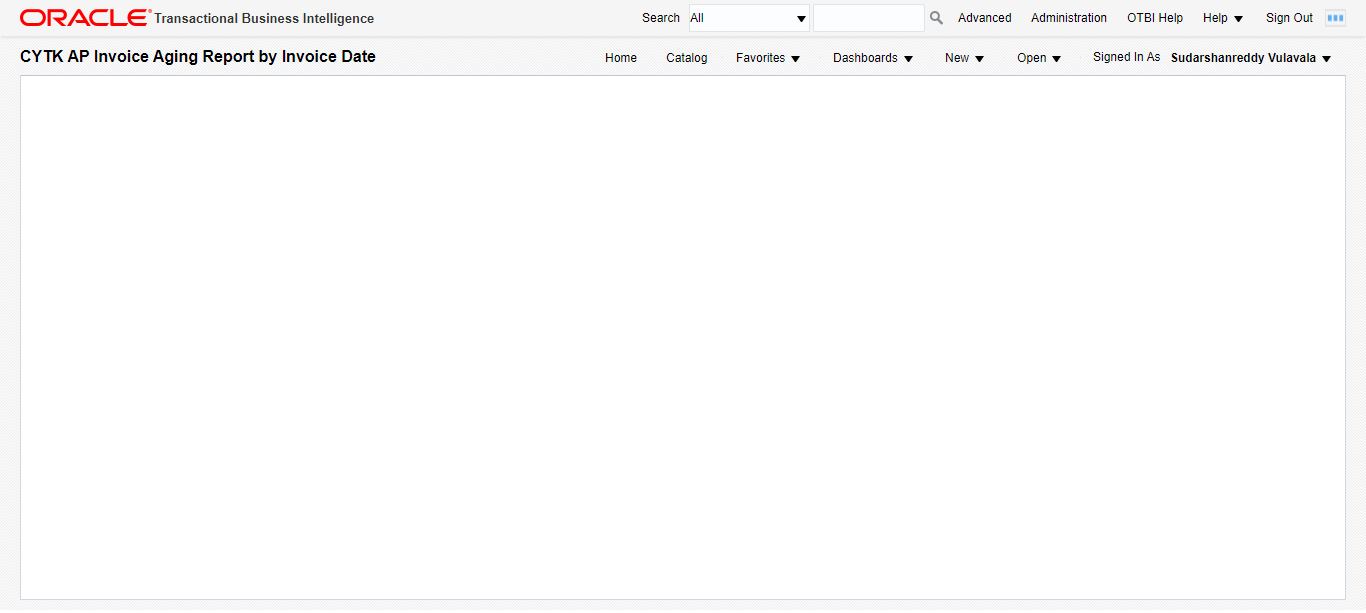 ORACLE® Transactional Business Intelligence Search All Advanced Administration OTBI Help Help Sign Out
CYTK AP Invoice Aging Report by Invoice Date Home Catalog Favorites Dashboards New Open Signed In As Sudarshanreddy Vulavala